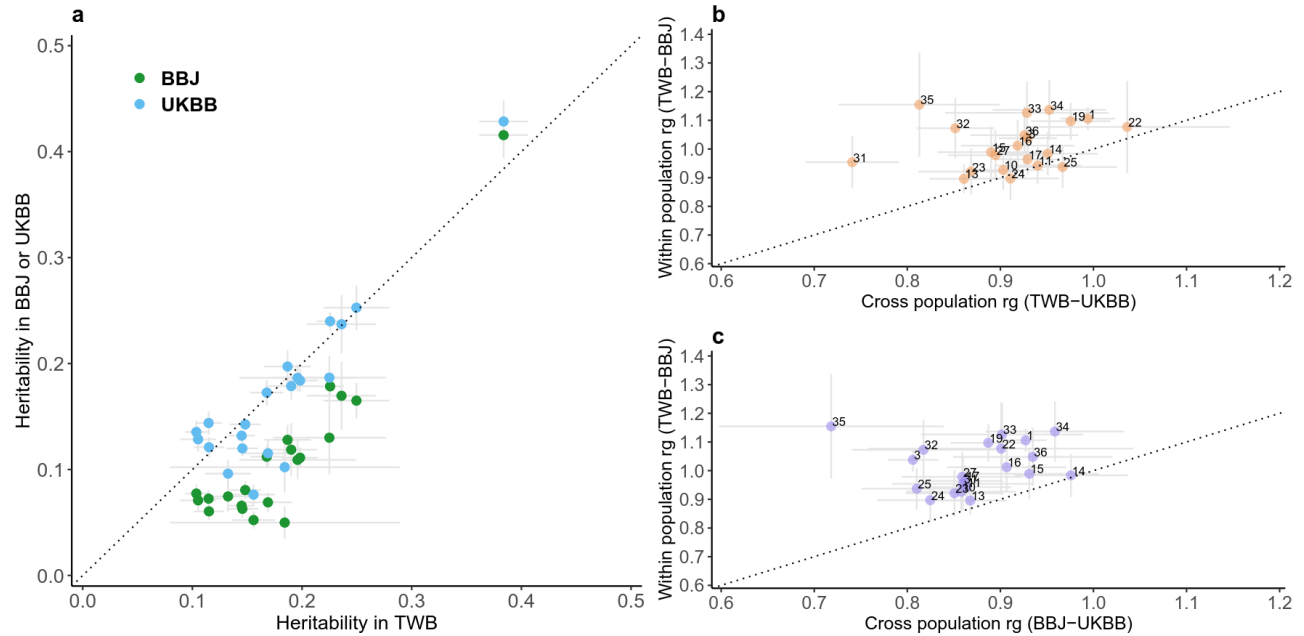 a
0.5
0.4
0.3
0.2
0.1
0.0
Heritability in BBJ or UKBB
BBJ
UKBB
0.0 0.1 0.2 0.3 0.4 0.5
Heritability in TWB
b
1.4
1.3
1.2
1.1
1.0
0.9
0.8
0.7
0.6
Within population rg (TWB−BBJ)
35
33 34
32 19 1 22
36
16
15 27 17 14
31
23 10 11 25
13 24
0.6 0.7 0.8 0.9 1.0 1.1 1.2
Cross population rg (TWB−UKBB)
c
1.4
1.3
1.2
1.1
1.0
0.9
0.8
0.7
0.6
Within population rg (TWB−BBJ)
35
33 34
19 1
32 22
3 36
16
27 15 14
25 23
24 13
0.6 0.7 0.8 0.9 1.0 1.1 1.2
Cross population rg (BBJ−UKBB)